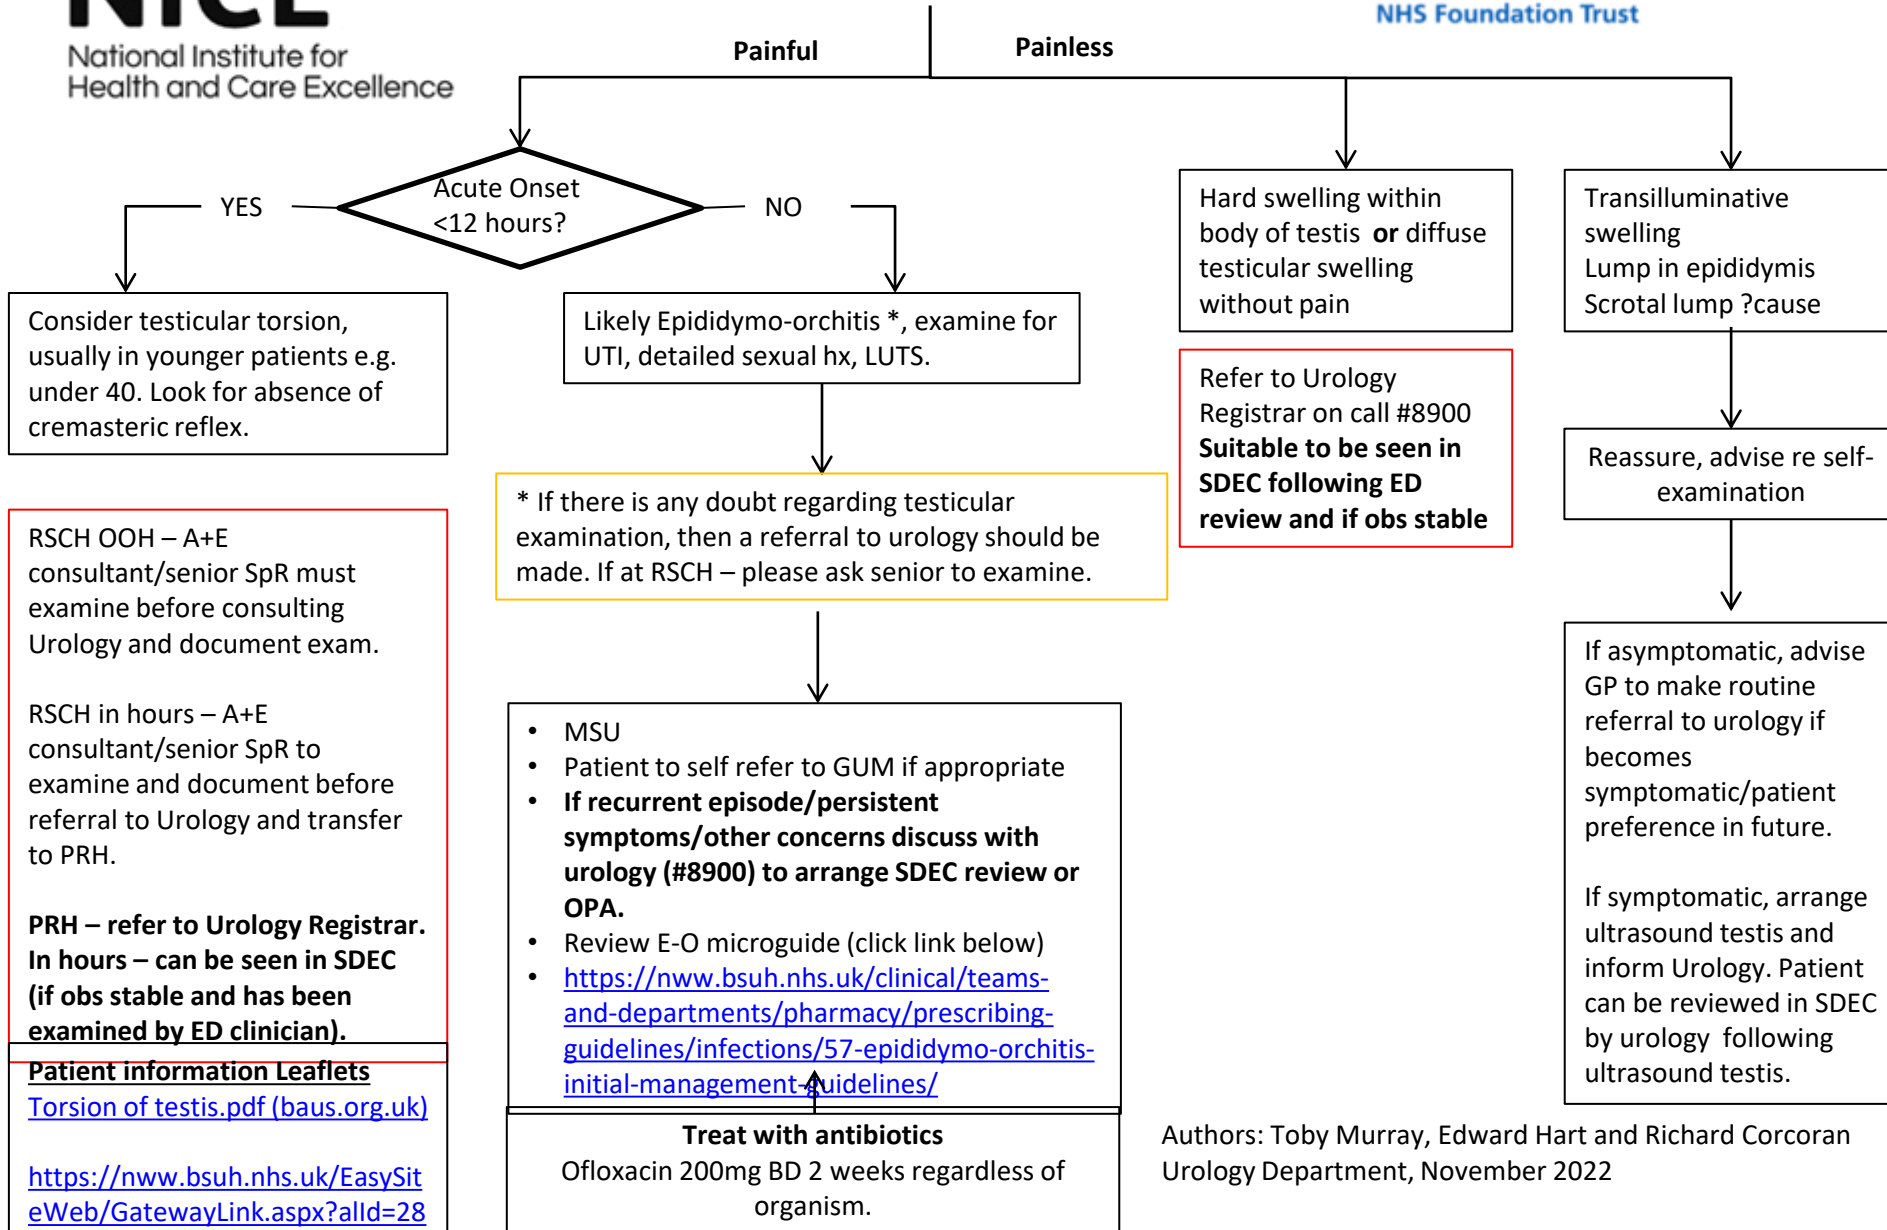 NICE
National Institute for
Health and Care Excellence
NHS Foundation Trust
Painful
Painless
Acute Onset
<12 hours?
YES
NO
Consider testicular torsion,
usually in younger patients e.g.
under 40. Look for absence of
cremasteric reflex.
RSCH OOH – A+E
consultant/senior SpR must
examine before consulting
Urology and document exam.
RSCH in hours – A+E
consultant/senior SpR to
examine and document before
referral to Urology and transfer
to PRH.
PRH – refer to Urology Registrar.
In hours – can be seen in SDEC
(if obs stable and has been
examined by ED clinician).
Patient information Leaflets
Torsion of testis.pdf (baus.org.uk)
https://nww.bsuh.nhs.uk/EasySit
eWeb/GatewayLink.aspx?alId=28
Likely Epididymo-orchitis *, examine for
UTI, detailed sexual hx, LUTS.
* If there is any doubt regarding testicular
examination, then a referral to urology should be
made. If at RSCH – please ask senior to examine.
• MSU
• Patient to self refer to GUM if appropriate
• If recurrent episode/persistent
symptoms/other concerns discuss with
urology (#8900) to arrange SDEC review or
OPA.
• Review E-O microguide (click link below)
• https://nww.bsuh.nhs.uk/clinical/teams-
and-departments/pharmacy/prescribing-
guidelines/infections/57-epididymo-orchitis-
initial-management-guidelines/
Treat with antibiotics
Ofloxacin 200mg BD 2 weeks regardless of
organism.
Hard swelling within
body of testis or diffuse
testicular swelling
without pain
Refer to Urology
Registrar on call #8900
Suitable to be seen in
SDEC following ED
review and if obs stable
Transilluminative
swelling
Lump in epididymis
Scrotal lump ?cause
Reassure, advise re self-
examination
If asymptomatic, advise
GP to make routine
referral to urology if
becomes
symptomatic/patient
preference in future.
If symptomatic, arrange
ultrasound testis and
inform Urology. Patient
can be reviewed in SDEC
by urology following
ultrasound testis.
Authors: Toby Murray, Edward Hart and Richard Corcoran
Urology Department, November 2022